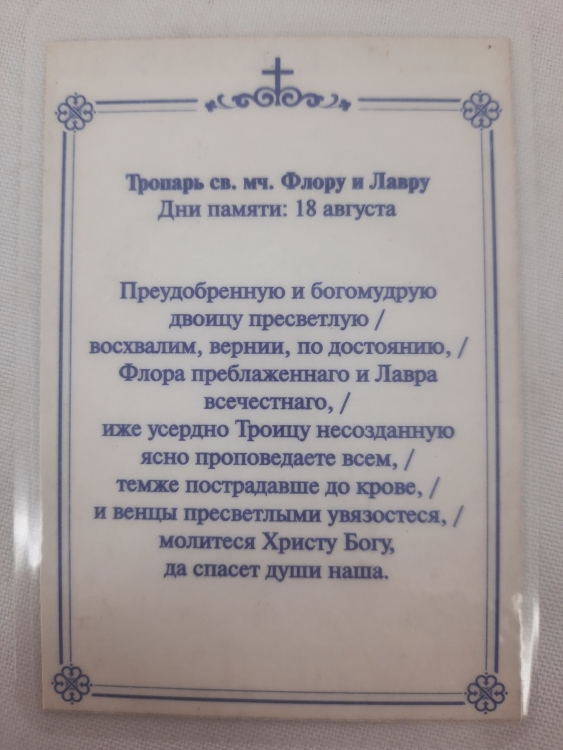 Тропарь св. мч. Флору и Лавру
Дни памяти: 18 августа
Преудобренную и богомудрую
двоицу пресветлую /
восхвалим, вернии, по достоянию, /
Флора преблаженнаго и Лавра
всечестнаго, /
иже усердно Троицу несозданную
ясно проповедаете всем, /
темже пострадавше до крове, /
и венцы пресветлыми увязостеся, /
молитеся Христу Богу,
да спасет души наша.